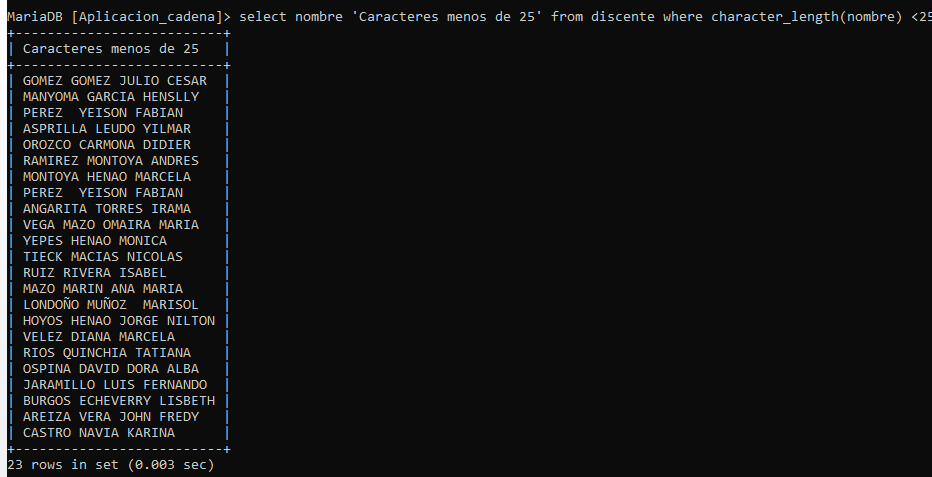 MariaDB [Aplicacion_cadena]> select nombre 'Caracteres menos de 25' from discente where character_length(nombre) <25
+--------------------------+
| Caracteres menos de 25   |
+--------------------------+
| GOMEZ GOMEZ JULIO CESAR  |
| MANYOMA GARCIA HENSLLY   |
| PEREZ  YEISON FABIAN     |
| ASPRILLA LEUDO YILMAR    |
| OROZCO CARMONA DIDIER    |
| RAMIREZ MONTOYA ANDRES   |
| MONTOYA HENAO MARCELA    |
| PEREZ  YEISON FABIAN     |
| ANGARITA TORRES IRAMA    |
| VEGA MAZO OMAIRA MARIA   |
| YEPES HENAO MONICA       |
| TIECK MACIAS NICOLAS     |
| RUIZ RIVERA ISABEL       |
| MAZO MARIN ANA MARIA     |
| LONDOÑO MUÑOZ  MARISOL   |
| HOYOS HENAO JORGE NILTON |
| VELEZ DIANA MARCELA      |
| RIOS QUINCHIA TATIANA    |
| OSPINA DAVID DORA ALBA   |
| JARAMILLO LUIS FERNANDO  |
| BURGOS ECHEVERRY LISBETH |
| AREIZA VERA JOHN FREDY   |
| CASTRO NAVIA KARINA      |
+--------------------------+
23 rows in set (0.003 sec)